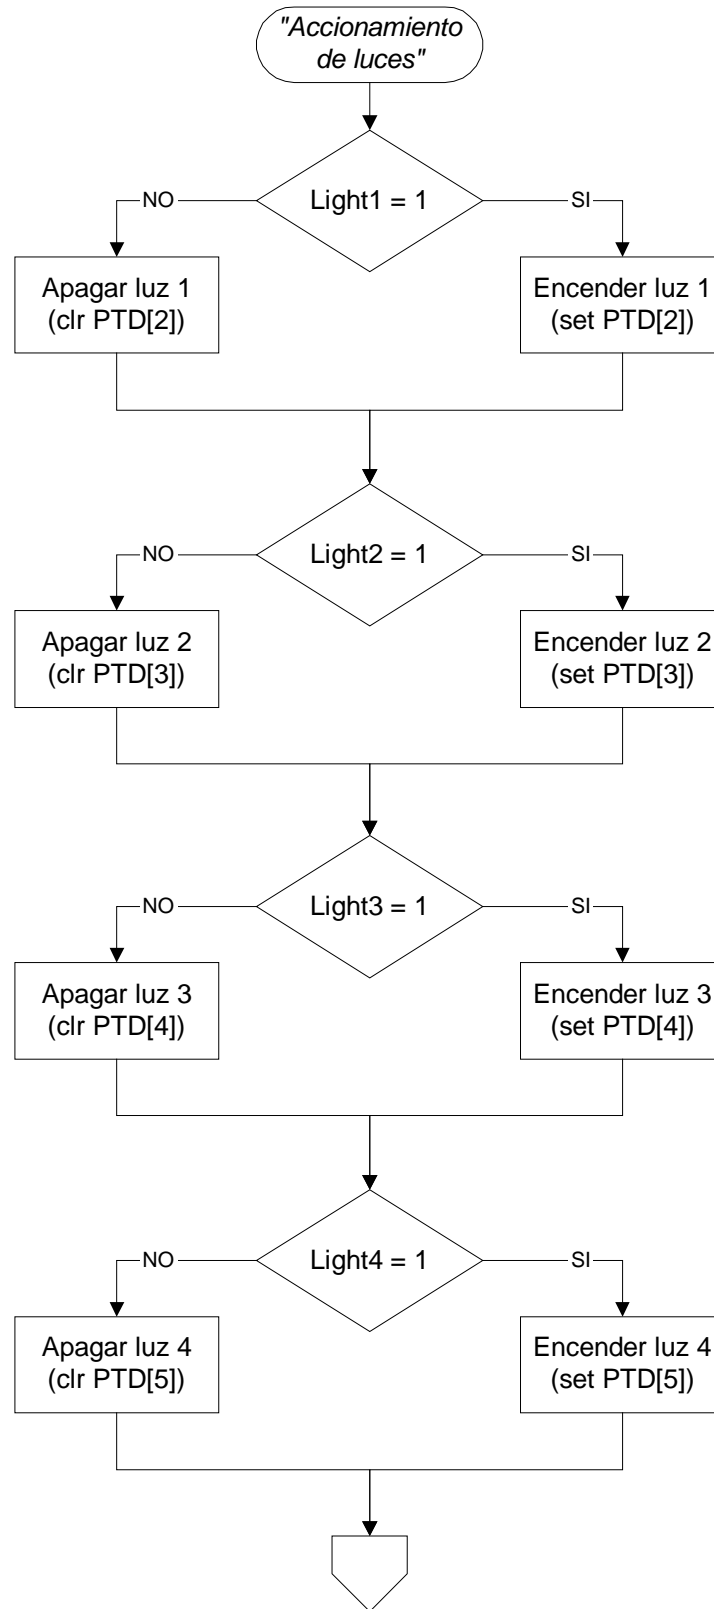 "Accionamiento
de luces"
Light1 = 1
NO
SI
Apagar luz 1
(clr PTD[2])
Encender luz 1
(set PTD[2])
Light2 = 1
NO
SI
Apagar luz 2
(clr PTD[3])
Encender luz 2
(set PTD[3])
Light3 = 1
NO
SI
Apagar luz 3
(clr PTD[4])
Encender luz 3
(set PTD[4])
Light4 = 1
NO
SI
Apagar luz 4
(clr PTD[5])
Encender luz 4
(set PTD[5])